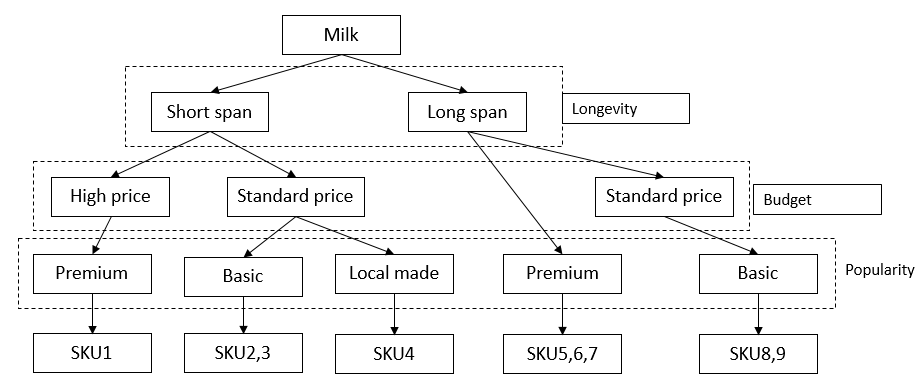 Milk
Short span
Long span
Longevity
High price
Standard price
Standard price
Budget
Premium
Basic
Local made
Premium
Basic
Popularity
SKU1
SKU2,3
SKU4
SKU5,6,7
SKU8,9